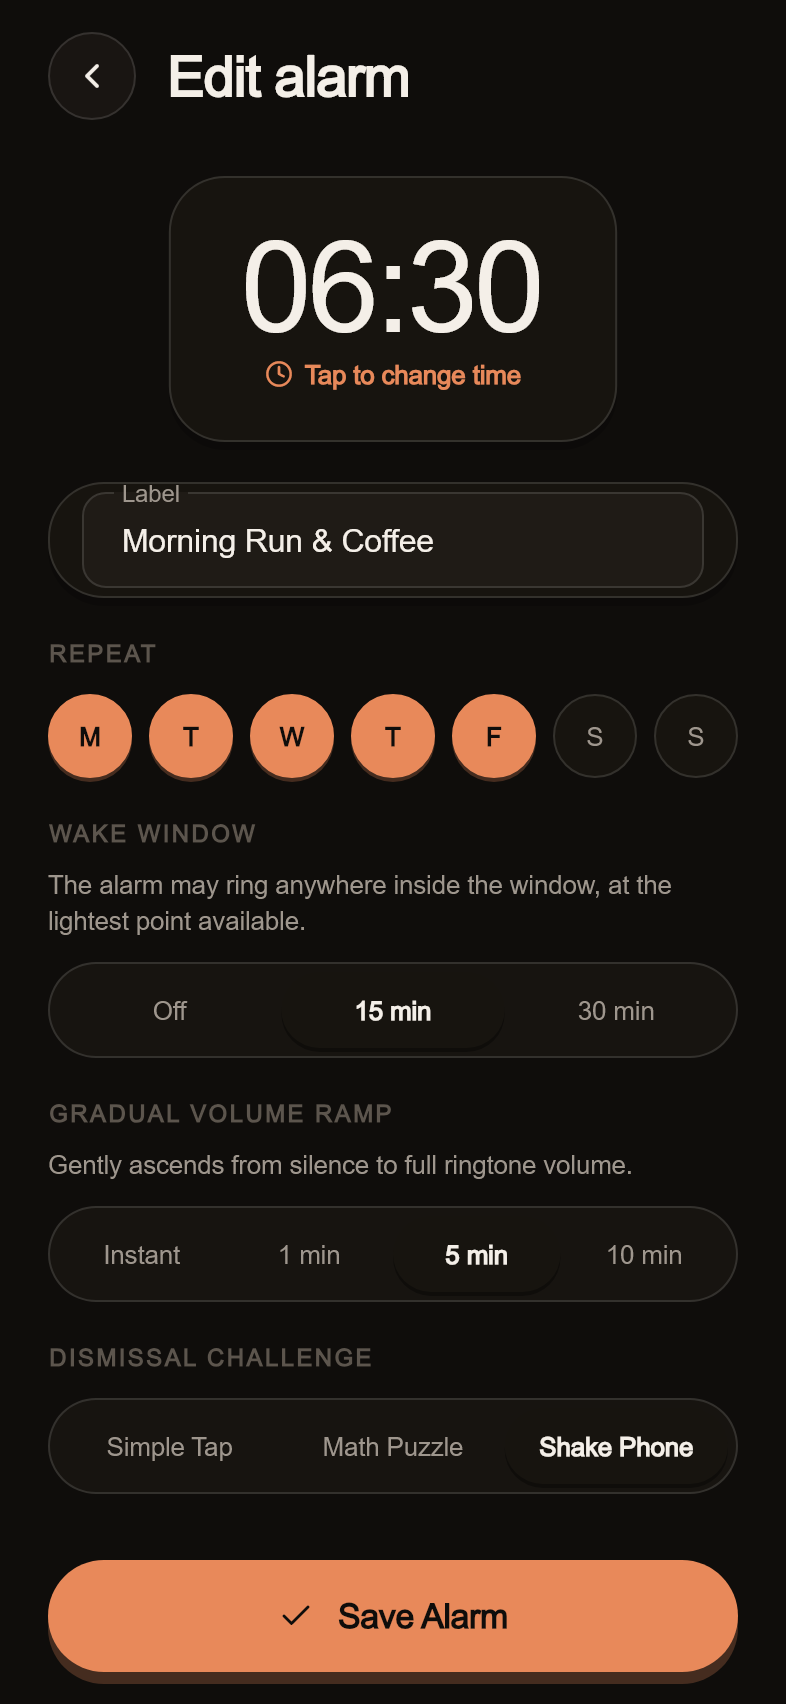 Edit alarm
06:30
Tap to change time
Label
Morning Run & Coffee
REPEAT
M T W T F S S
WAKE WINDOW
The alarm may ring anywhere inside the window, at the
lightest point available.
Off 15 min 30 min
GRADUAL VOLUME RAMP
Gently ascends from silence to full ringtone volume.
Instant 1 min 5 min 10 min
DISMISSAL CHALLENGE
Simple Tap Math Puzzle Shake Phone
Save Alarm